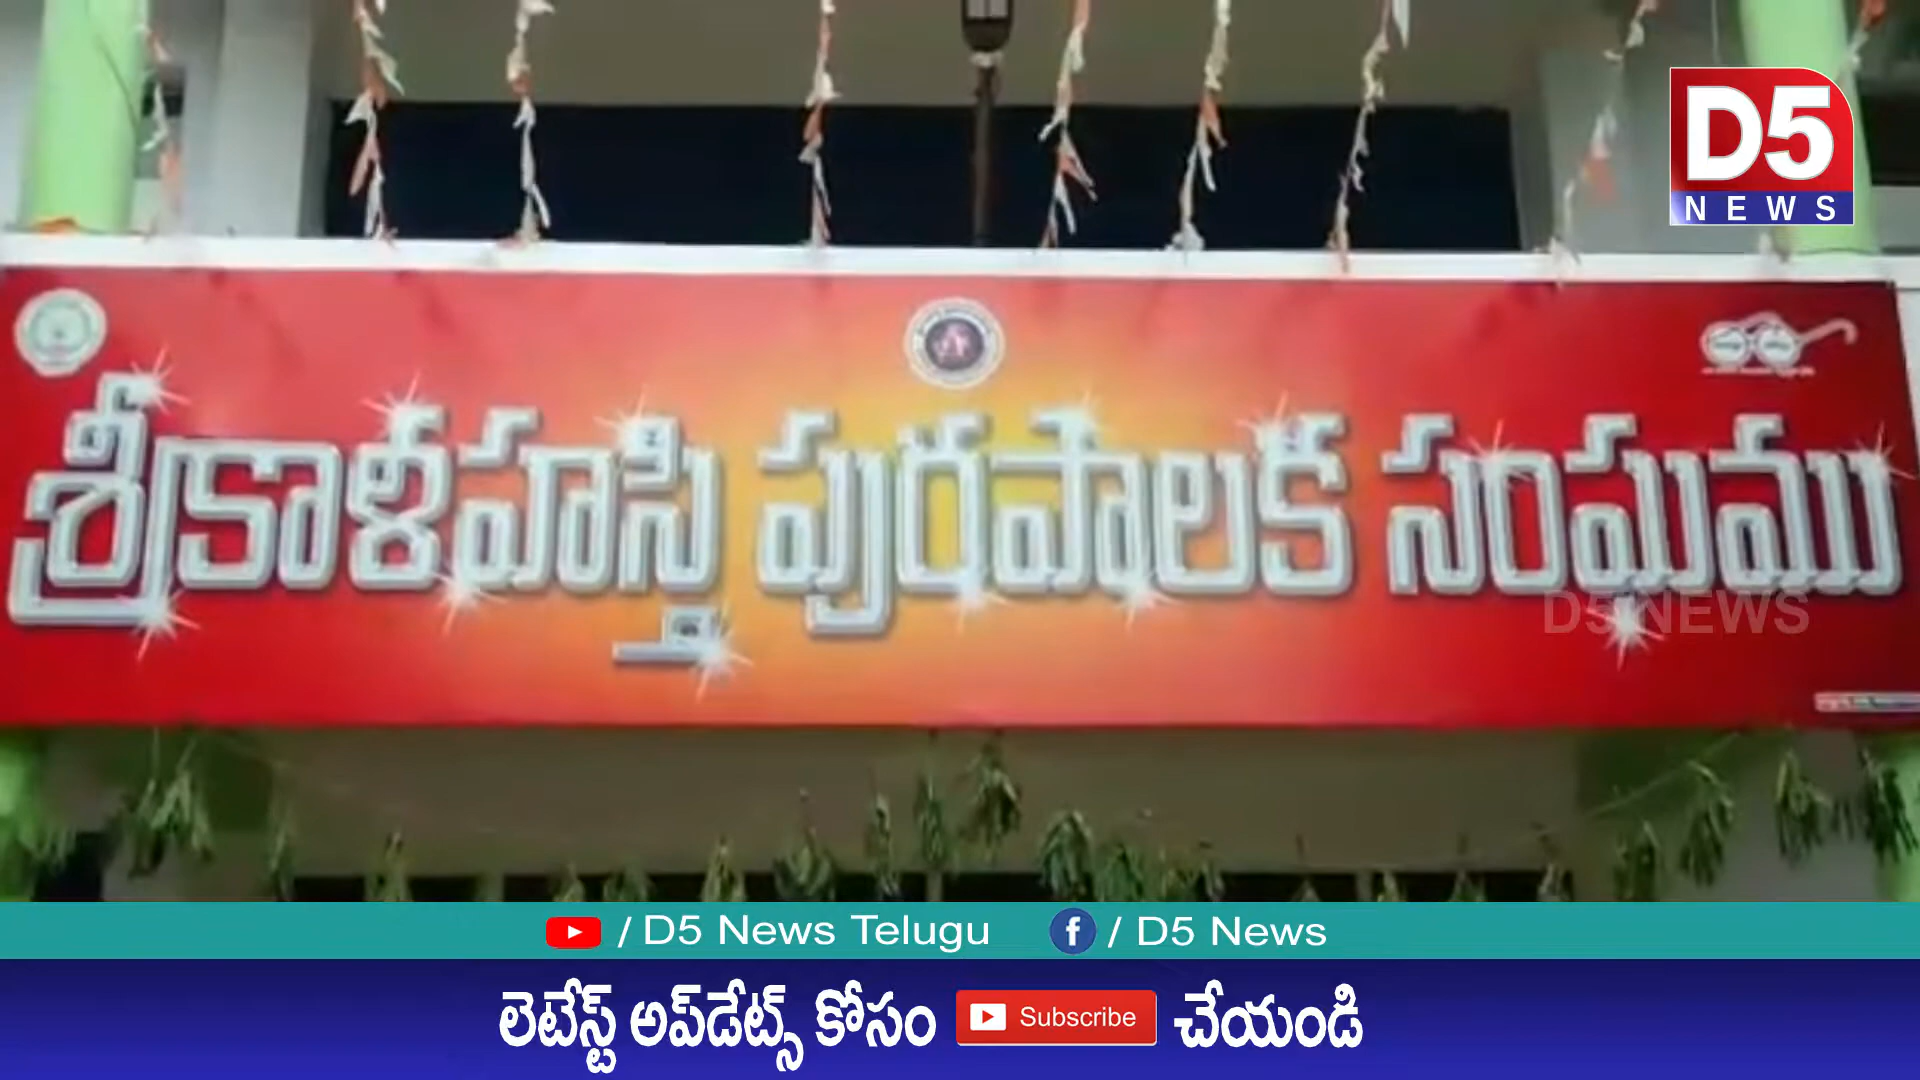 D5
NEWS
శ్రీకాళహస్తి పురపాలక సంఘము
D5 NEWS
/ D5 News Telugu / D5 News
లెటేస్ట్ అప్‌డేట్స్ కోసం Subscribe చేయండి